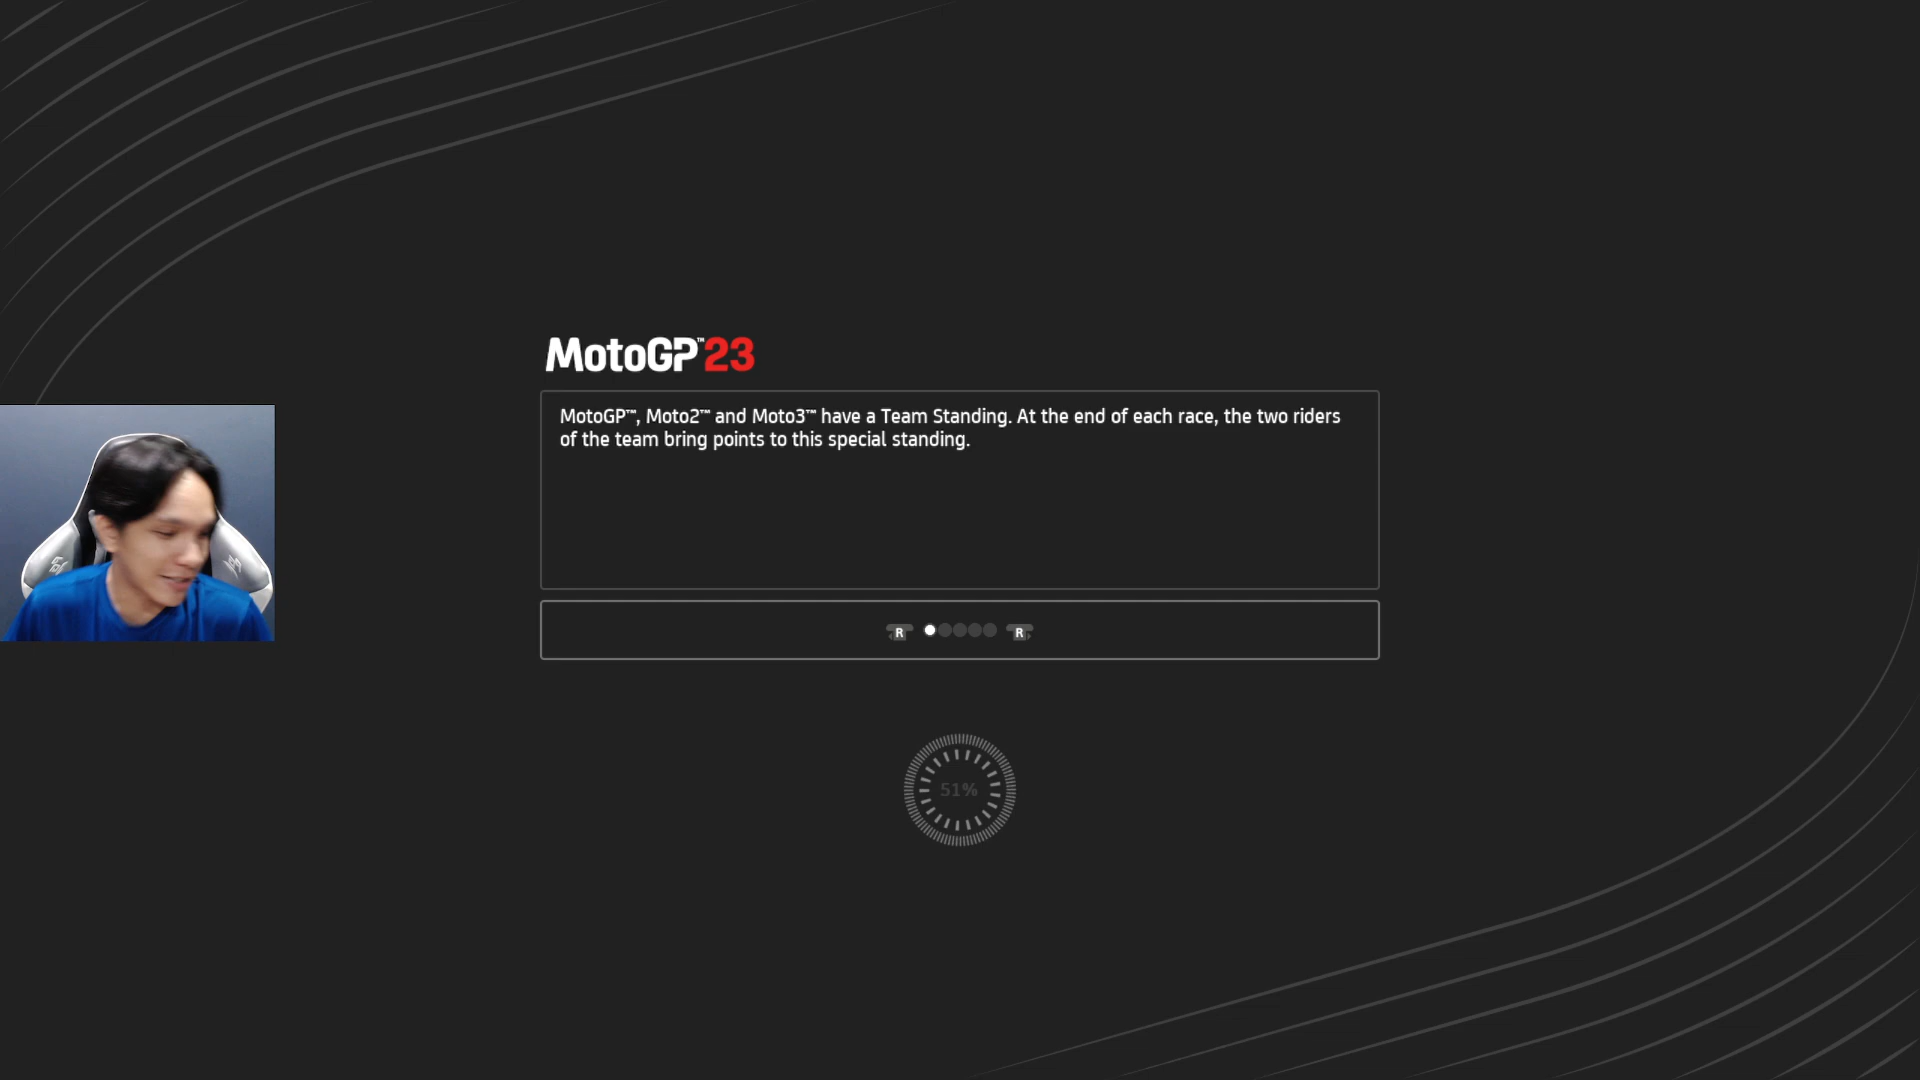 MotoGP™23
MotoGP™, Moto2™ and Moto3™ have a Team Standing. At the end of each race, the two riders
of the team bring points to this special standing.
R R
51%